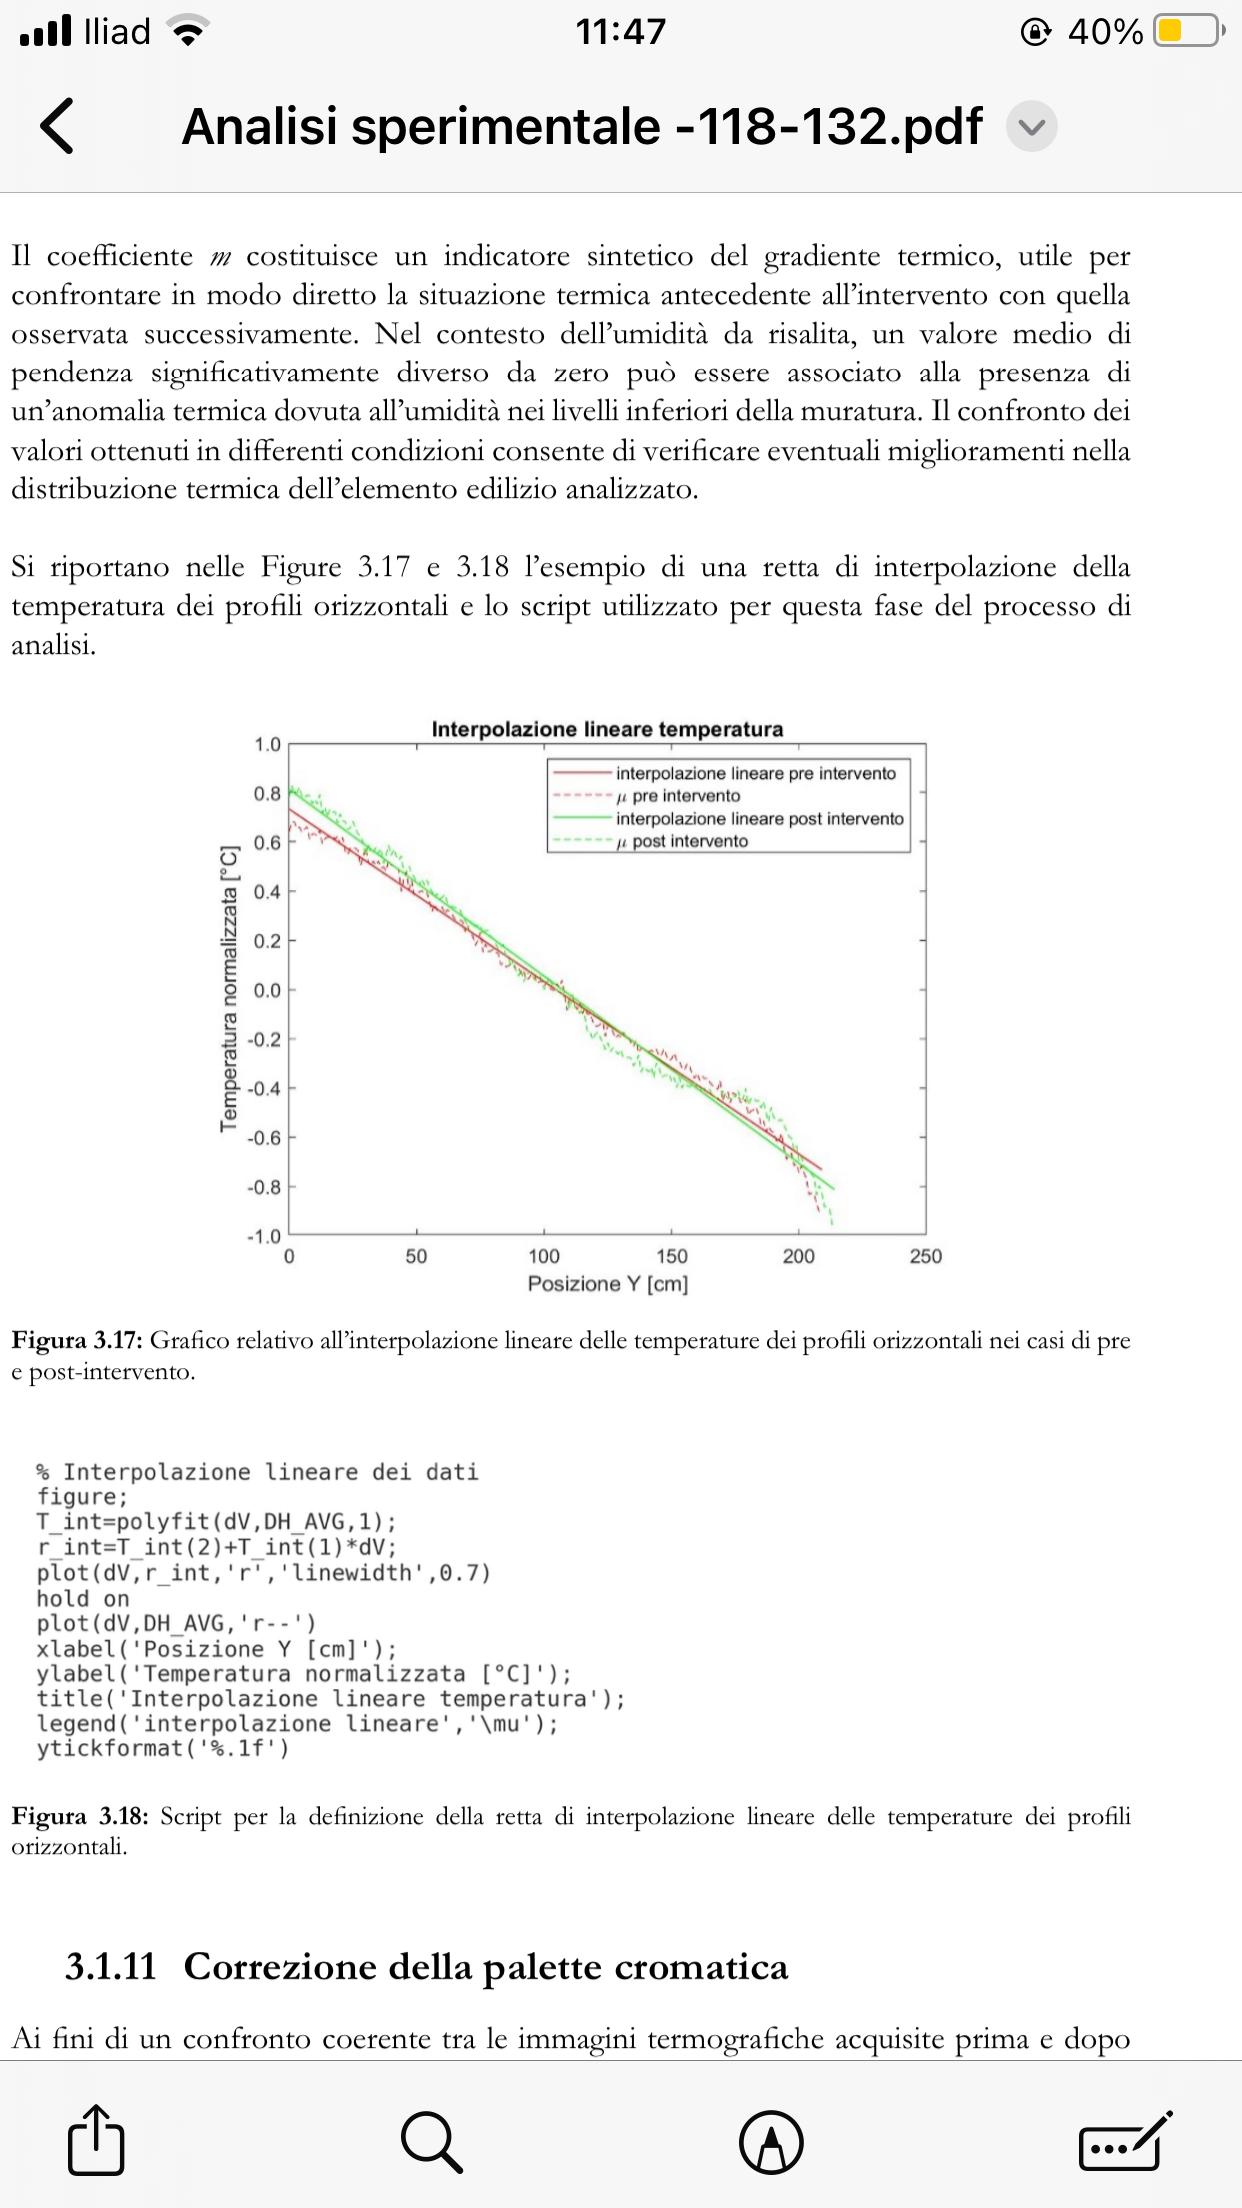 Iliad 11:47 40%
Analisi sperimentale -118-132.pdf
Il coefficiente m costituisce un indicatore sintetico del gradiente termico, utile per
confrontare in modo diretto la situazione termica antecedente all’intervento con quella
osservata successivamente. Nel contesto dell’umidità da risalita, un valore medio di
pendenza significativamente diverso da zero può essere associato alla presenza di
un’anomalia termica dovuta all’umidità nei livelli inferiori della muratura. Il confronto dei
valori ottenuti in differenti condizioni consente di verificare eventuali miglioramenti nella
distribuzione termica dell’elemento edilizio analizzato.
Si riportano nelle Figure 3.17 e 3.18 l’esempio di una retta di interpolazione della
temperatura dei profili orizzontali e lo script utilizzato per questa fase del processo di
analisi.
Interpolazione lineare temperatura
interpolazione lineare pre intervento
μ pre intervento
interpolazione lineare post intervento
μ post intervento
Temperatura normalizzata [°C]
1.0
0.8
0.6
0.4
0.2
0.0
-0.2
-0.4
-0.6
-0.8
-1.0
0 50 100 150 200 250
Posizione Y [cm]
Figura 3.17: Grafico relativo all’interpolazione lineare delle temperature dei profili orizzontali nei casi di pre
e post-intervento.
% Interpolazione lineare dei dati
figure;
T_int=polyfit(dV,DH_AVG,1);
r_int=T_int(2)+T_int(1)*dV;
plot(dV,r_int,'r','linewidth',0.7)
hold on
plot(dV,DH_AVG,'r--')
xlabel('Posizione Y [cm]');
ylabel('Temperatura normalizzata [°C]');
title('Interpolazione lineare temperatura');
legend('interpolazione lineare','\mu');
ytickformat('%.1f')
Figura 3.18: Script per la definizione della retta di interpolazione lineare delle temperature dei profili
orizzontali.
3.1.11 Correzione della palette cromatica
Ai fini di un confronto coerente tra le immagini termografiche acquisite prima e dopo